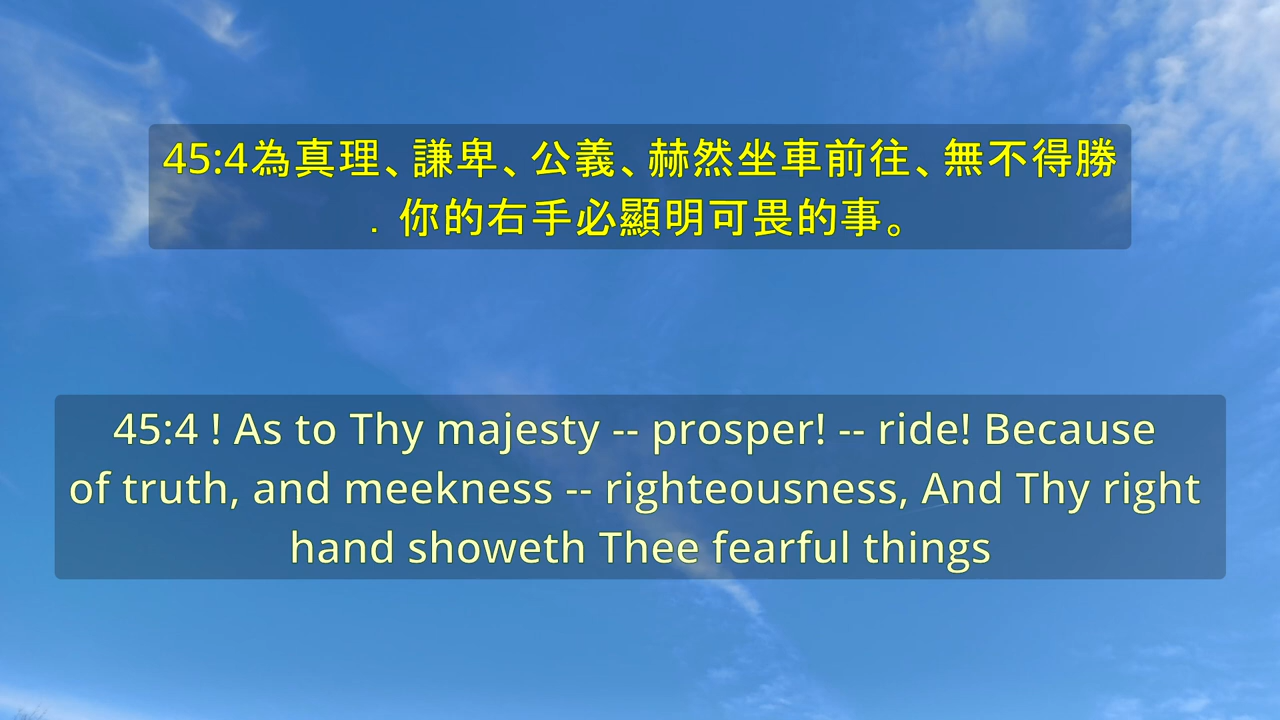 45:4為真理、謙卑、公義、赫然坐車前往、無不得勝
．你的右手必顯明可畏的事。
45:4 ! As to Thy majesty -- prosper! -- ride! Because
of truth, and meekness -- righteousness, And Thy right
hand showeth Thee fearful things